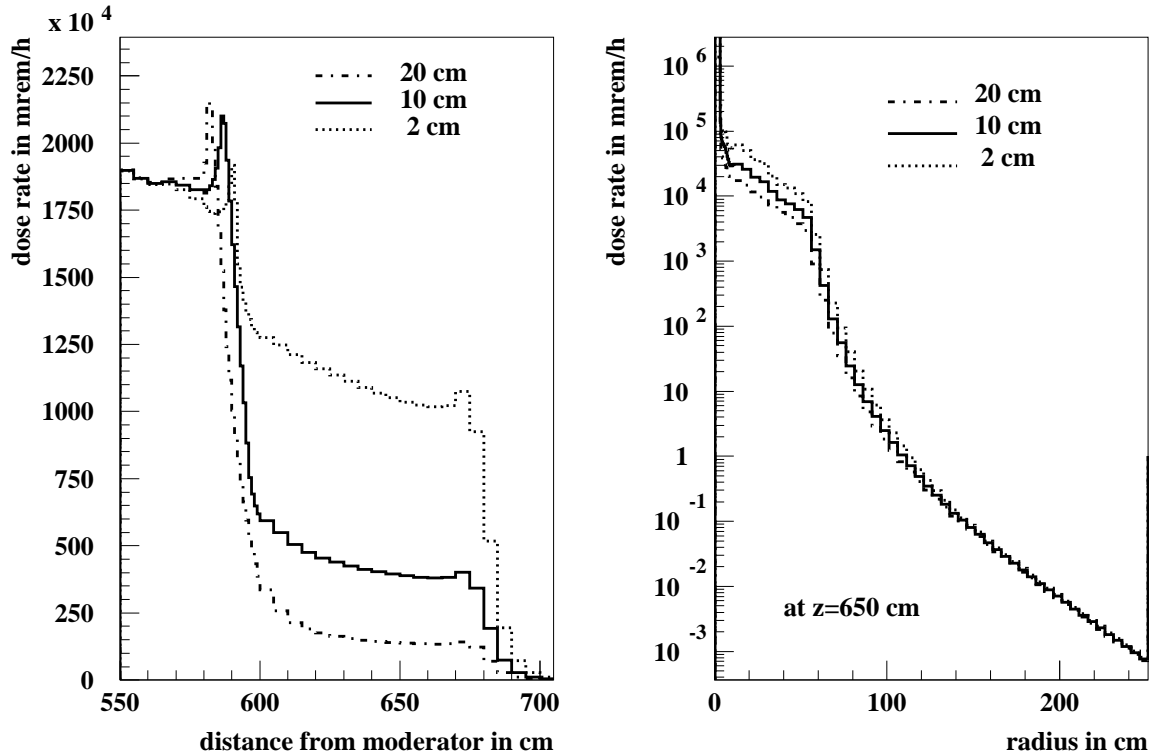 x 10 4
dose rate in mrem/h
2250
2000
1750
1500
1250
1000
750
500
250
0
20 cm
10 cm
2 cm
550
600
650
700
distance from moderator in cm
dose rate in mrem/h
10 6
10 5
10 4
10 3
10 2
10
1
10 -1
10 -2
10 -3
20 cm
10 cm
2 cm
at z=650 cm
0
100
200
radius in cm